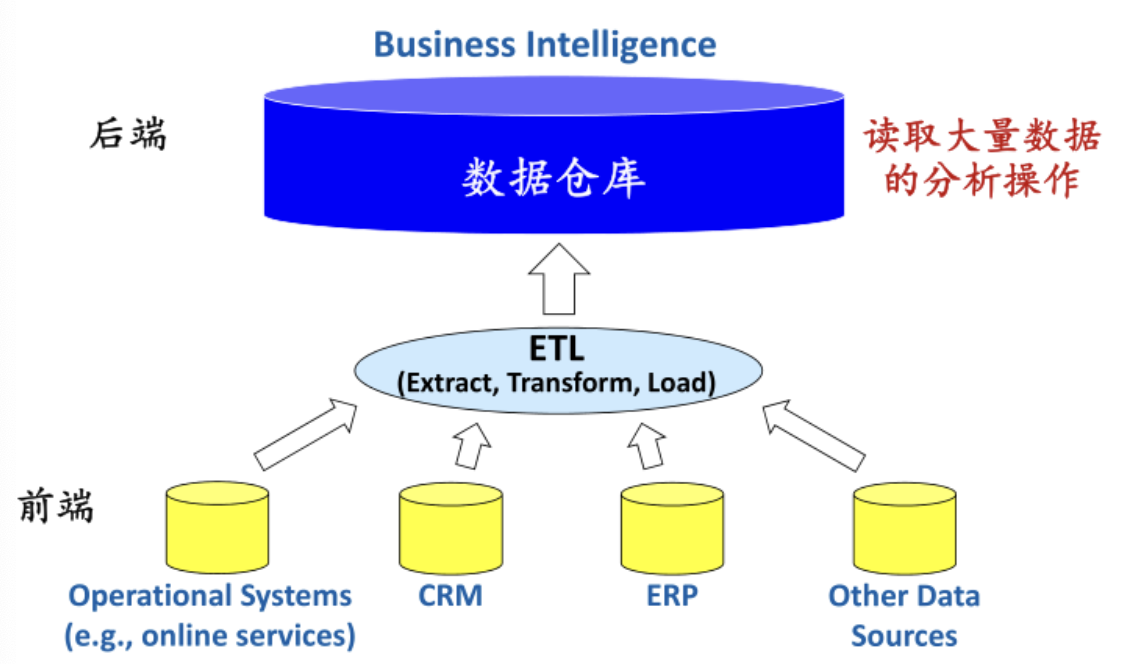 Business Intelligence
后端
数据仓库
读取大量数据
的分析操作
ETL
(Extract, Transform, Load)
前端
Operational Systems
(e.g., online services)
CRM
ERP
Other Data
Sources